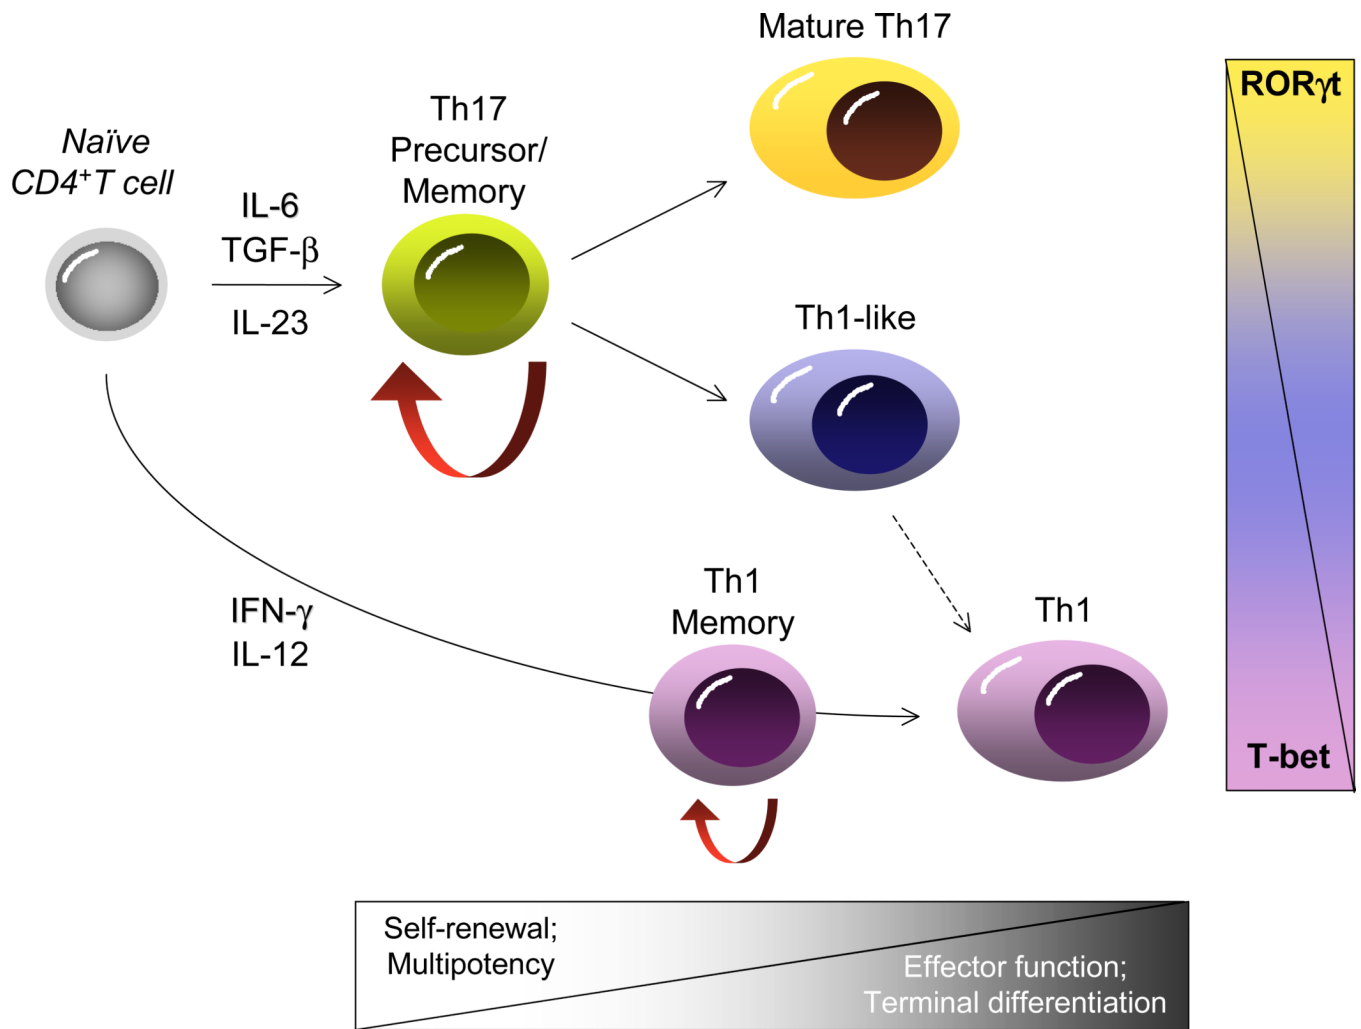 Mature Th17
RORγt
Th17
Precursor/
Memory
Naïve
CD4⁺T cell
IL-6
TGF-β
IL-23
Th1-like
IFN-γ
IL-12
Th1
Memory
Th1
T-bet
Self-renewal;
Multipotency
Effector function;
Terminal differentiation